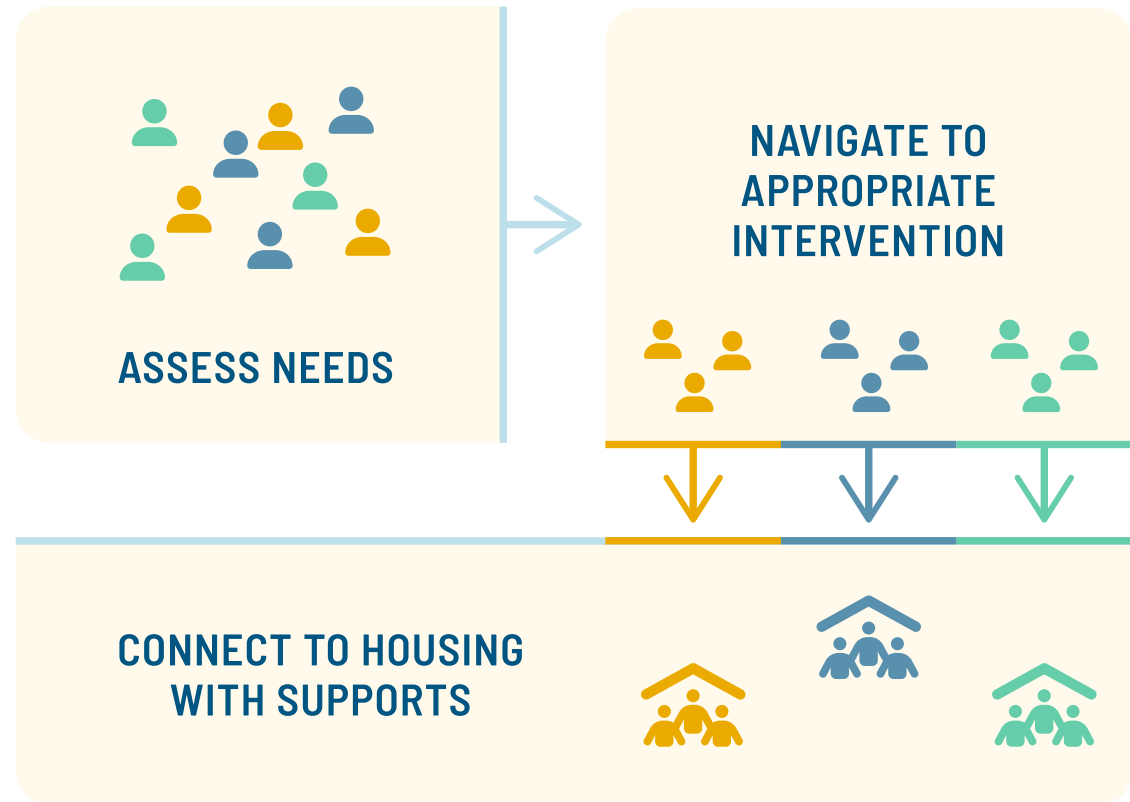 ASSESS NEEDS
NAVIGATE TO
APPROPRIATE
INTERVENTION
CONNECT TO HOUSING
WITH SUPPORTS